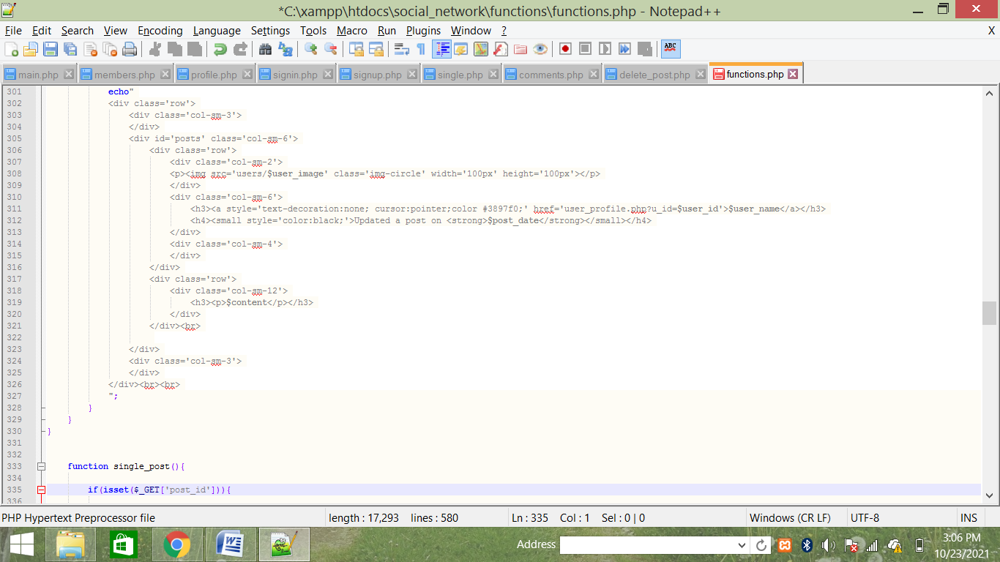 *C:\xampp\htdocs\social_network\functions\functions.php - Notepad++
File Edit Search View Encoding Language Settings Tools Macro Run Plugins Window ? X
ABC
main.php members.php profile.php signin.php signup.php single.php comments.php delete_post.php functions.php
301 echo"
302 <div class='row'>
303 <div class='col-sm-3'>
304 </div>
305 <div id='posts' class='col-sm-6'>
306 <div class='row'>
307 <div class='col-sm-2'>
308 <p><img src='users/$user_image' class='img-circle' width='100px' height='100px'></p>
309 </div>
310 <div class='col-sm-6'>
311 <h3><a style='text-decoration:none; cursor:pointer;color #3897f0;' href='user_profile.php?u_id=$user_id'>$user_name</a></h3>
312 <h4><small style='color:black;'>Updated a post on <strong>$post_date</strong></small></h4>
313 </div>
314 <div class='col-sm-4'>
315 </div>
316 </div>
317 <div class='row'>
318 <div class='col-sm-12'>
319 <h3><p>$content</p></h3>
320 </div>
321 </div><br>
322
323 </div>
324 <div class='col-sm-3'>
325 </div>
326 </div><br><br>
327 ";
328 }
329 }
330 }
331
332
333 function single_post(){
334
335 if(isset($_GET['post_id'])){
336
PHP Hypertext Preprocessor file length : 17,293 lines : 580 Ln : 335 Col : 1 Sel : 0 | 0 Windows (CR LF) UTF-8 INS
Address
3:06 PM
10/23/2021